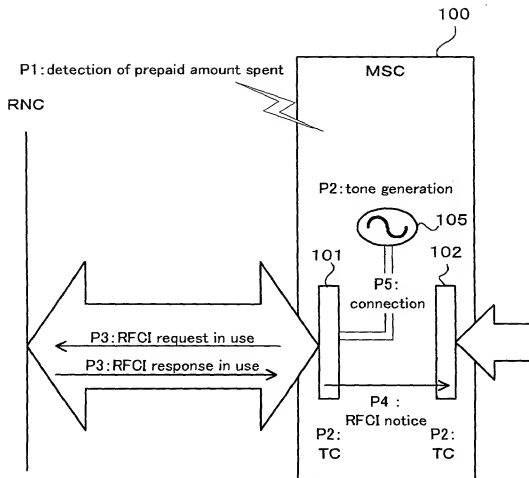 100
P1:detection of prepaid amount spent
MSC
RNC
P2:tone generation
105
101
102
P5:
connection
P3:RFCI request in use
P3:RFCI response in use
P4 :
RFCI notice
P2:
TC
P2:
TC